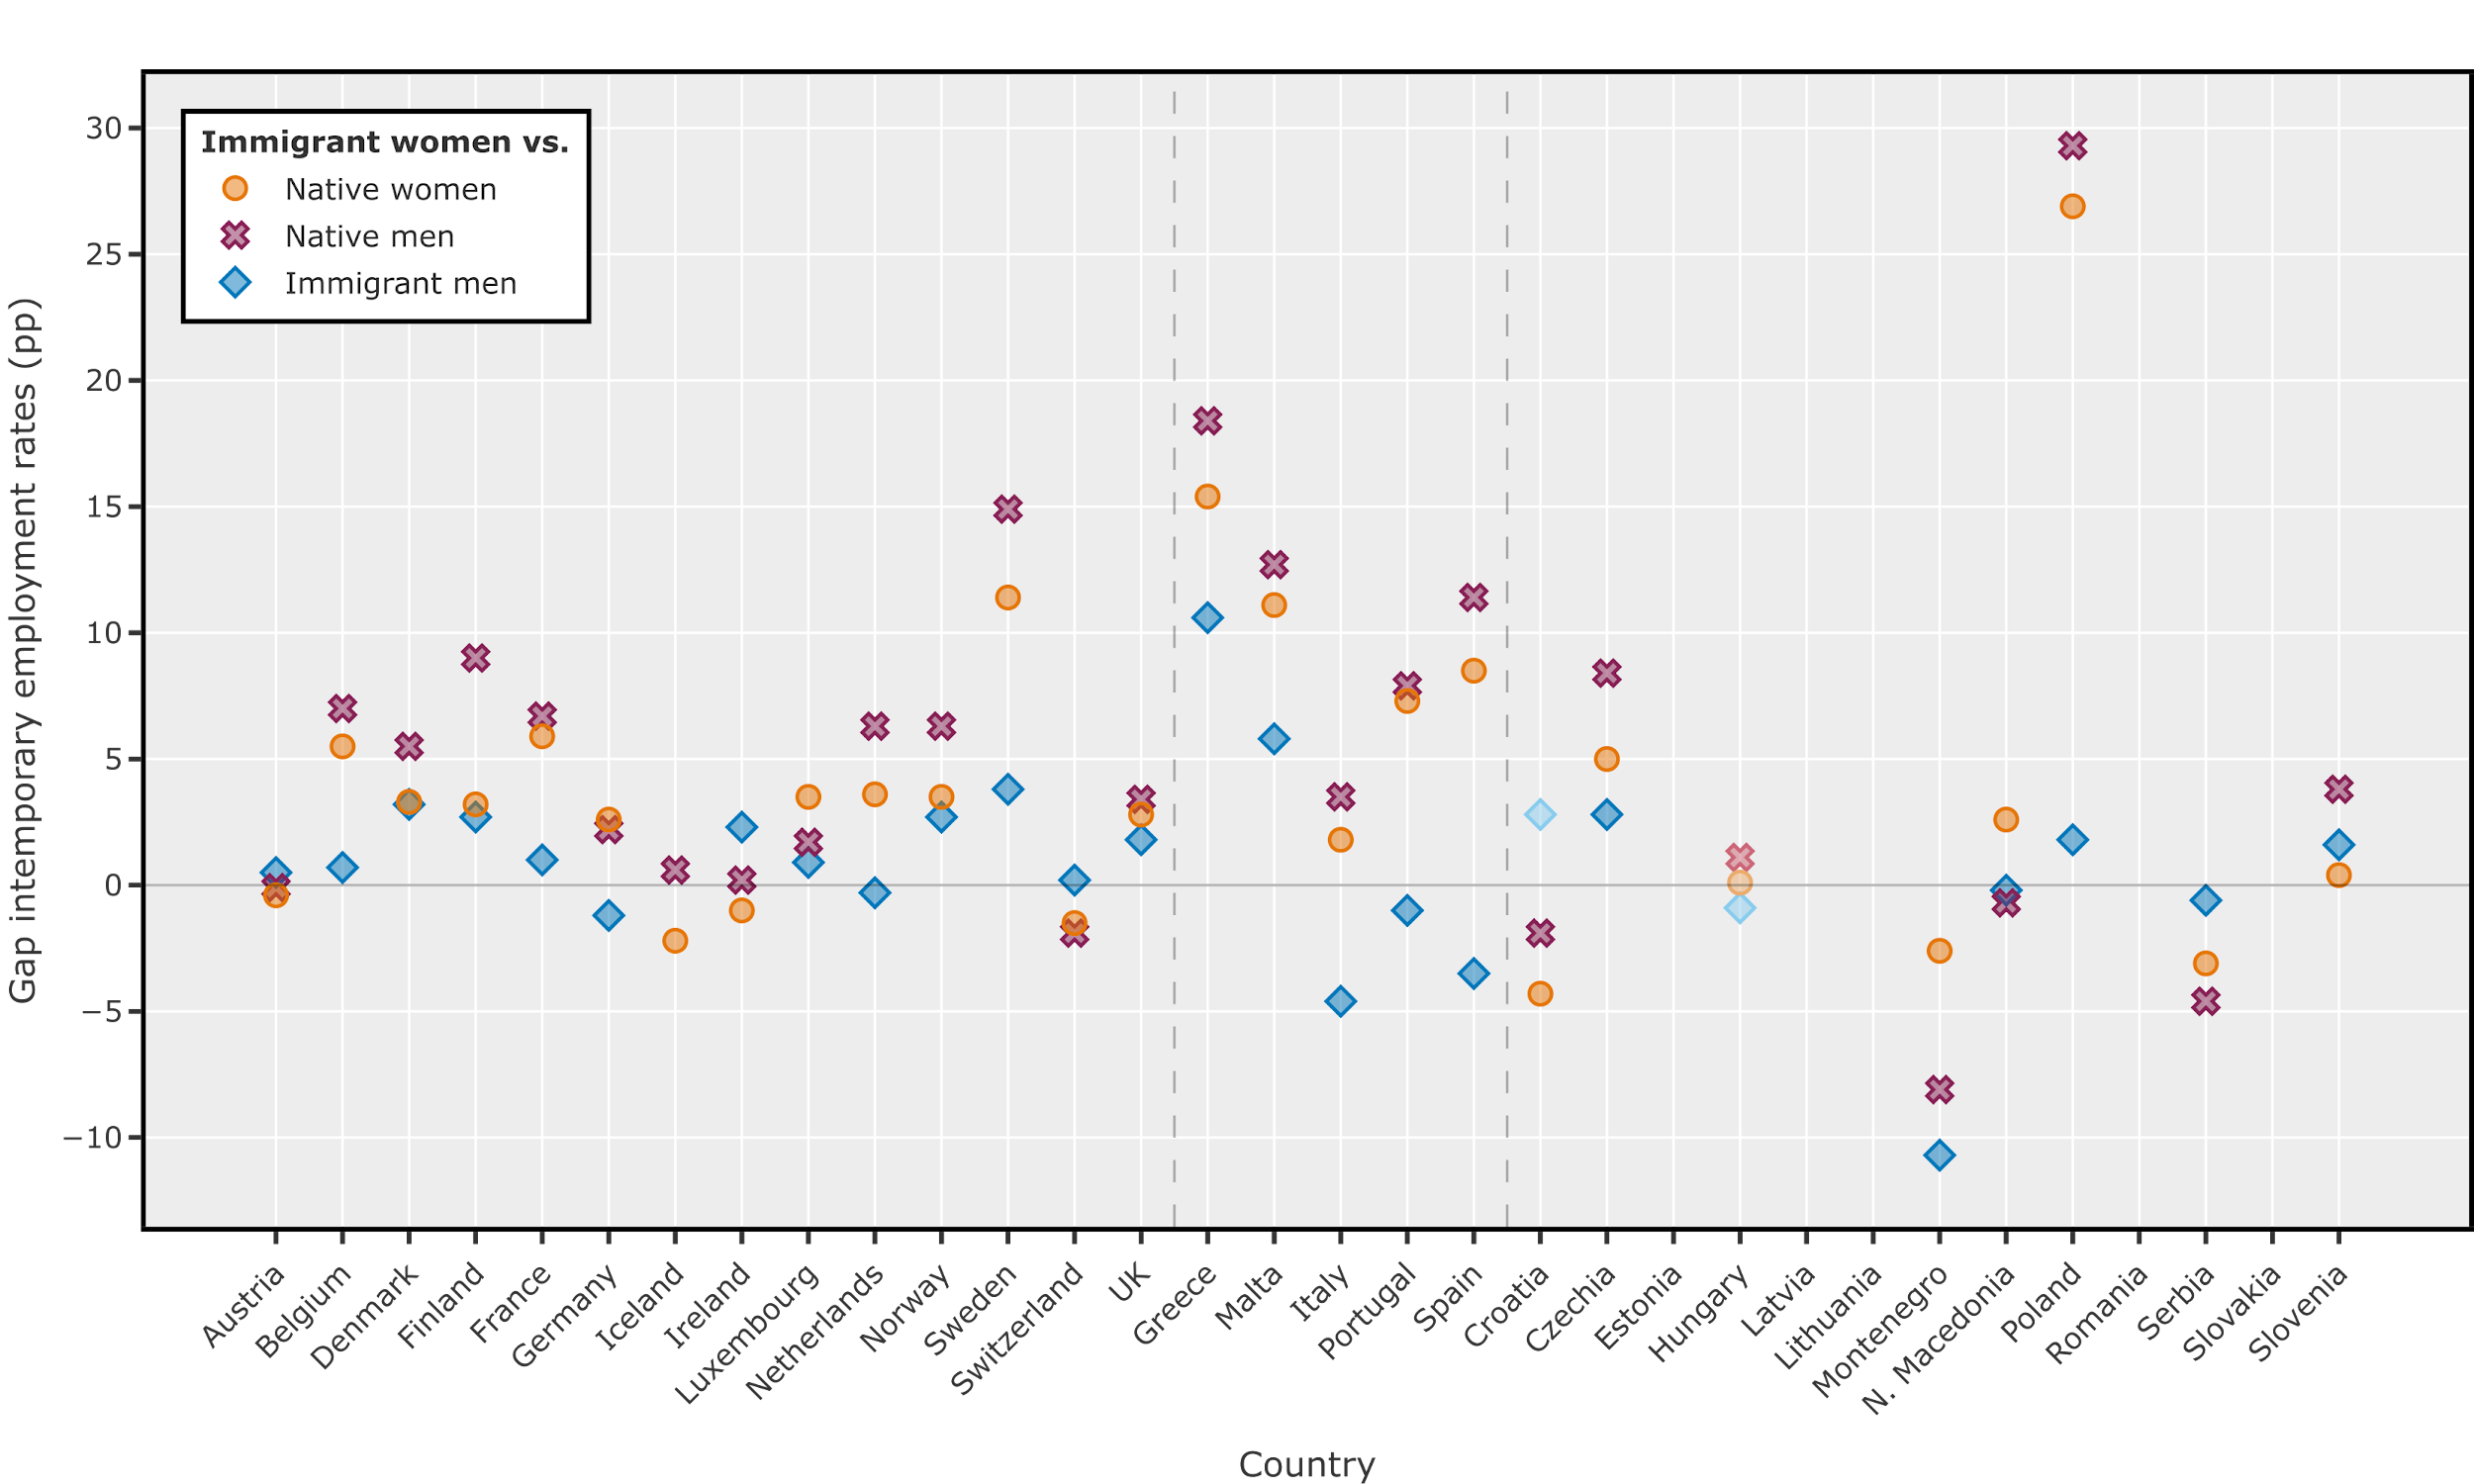 Immigrant women vs.
Native women
Native men
Immigrant men
Gap intemporary employment rates (pp)
30
25
20
15
10
5
0
−5
−10
Austria
Belgium
Denmark
Finland
France
Germany
Iceland
Ireland
Luxembourg
Netherlands
Norway
Sweden
Switzerland
UK
Greece
Malta
Italy
Portugal
Spain
Croatia
Czechia
Estonia
Hungary
Latvia
Lithuania
Montenegro
N. Macedonia
Poland
Romania
Serbia
Slovakia
Slovenia
Country